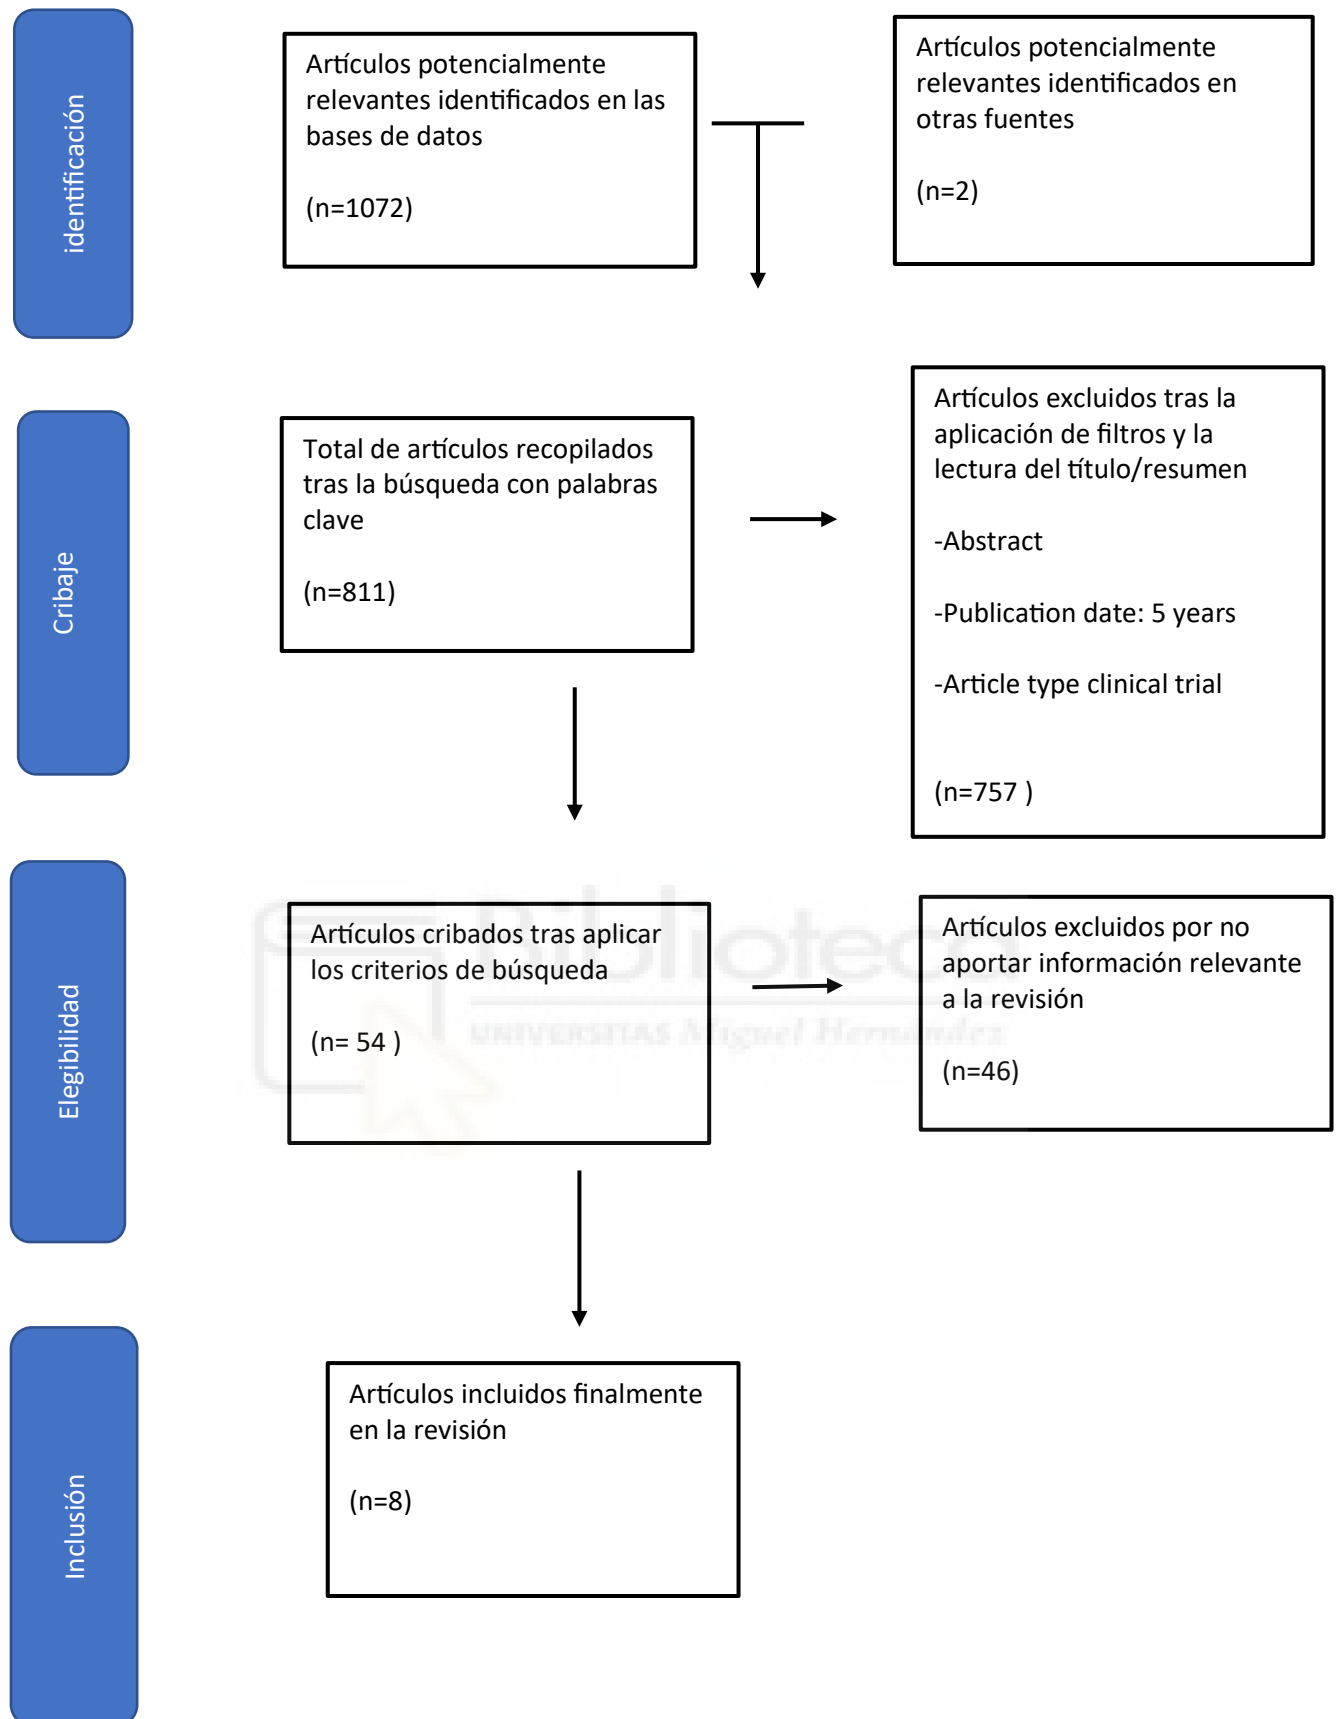 identificación
Artículos potencialmente
relevantes identificados en las
bases de datos
(n=1072)
Artículos potencialmente
relevantes identificados en
otras fuentes
(n=2)
Cribaje
Total de artículos recopilados
tras la búsqueda con palabras
clave
(n=811)
Artículos excluidos tras la
aplicación de filtros y la
lectura del título/resumen
-Abstract
-Publication date: 5 years
-Article type clinical trial
(n=757 )
Elegibilidad
Artículos cribados tras aplicar
los criterios de búsqueda
(n= 54 )
Artículos excluidos por no
aportar información relevante
a la revisión
(n=46)
Biblioteca
UNIVERSITAS Miguel Hernández
Inclusión
Artículos incluidos finalmente
en la revisión
(n=8)